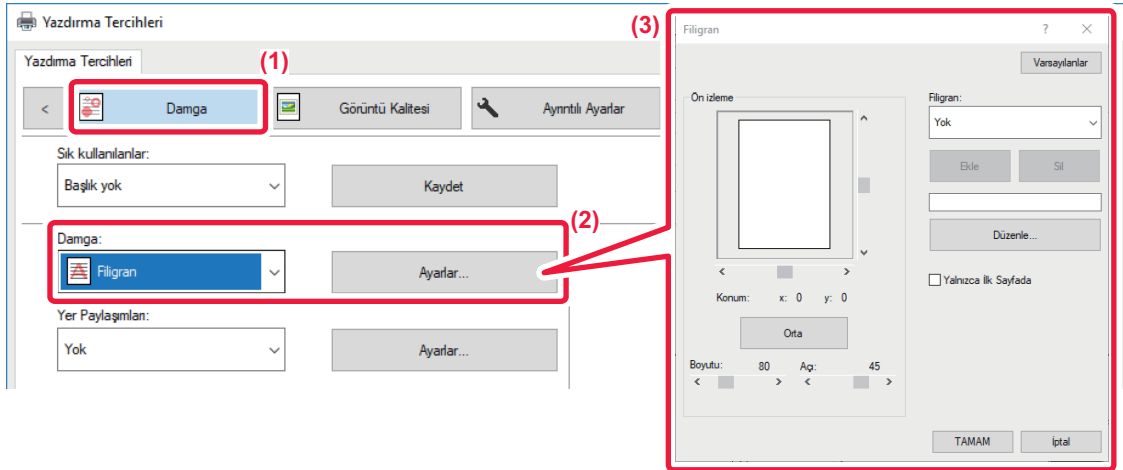 Yazdırma Tercihleri
Yazdırma Tercihleri
(1)
<
Damga
Görüntü Kalitesi
Ayrıntılı Ayarlar
Sık kullanılanlar:
Başlık yok
Kaydet
(2)
Damga:
Filigran
Ayarlar...
Yer Paylaşımları:
Yok
Ayarlar...
(3)
Filigran
?
Varsayılanlar
Ön izleme
Filigran:
Yok
Ekle
Sil
Düzenle...
Yalnızca İlk Sayfada
Konum: x: 0 y: 0
Orta
Boyutu: 80 Açı: 45
TAMAM
İptal